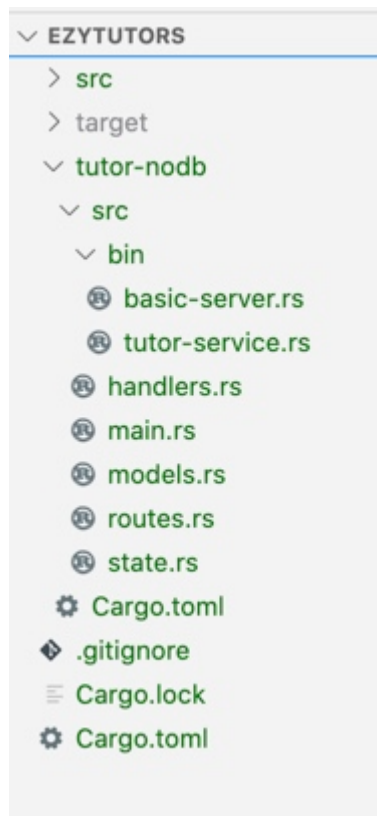 EZYTUTORS
src
target
tutor-nodb
src
bin
basic-server.rs
tutor-service.rs
handlers.rs
main.rs
models.rs
routes.rs
state.rs
Cargo.toml
.gitignore
Cargo.lock
Cargo.toml